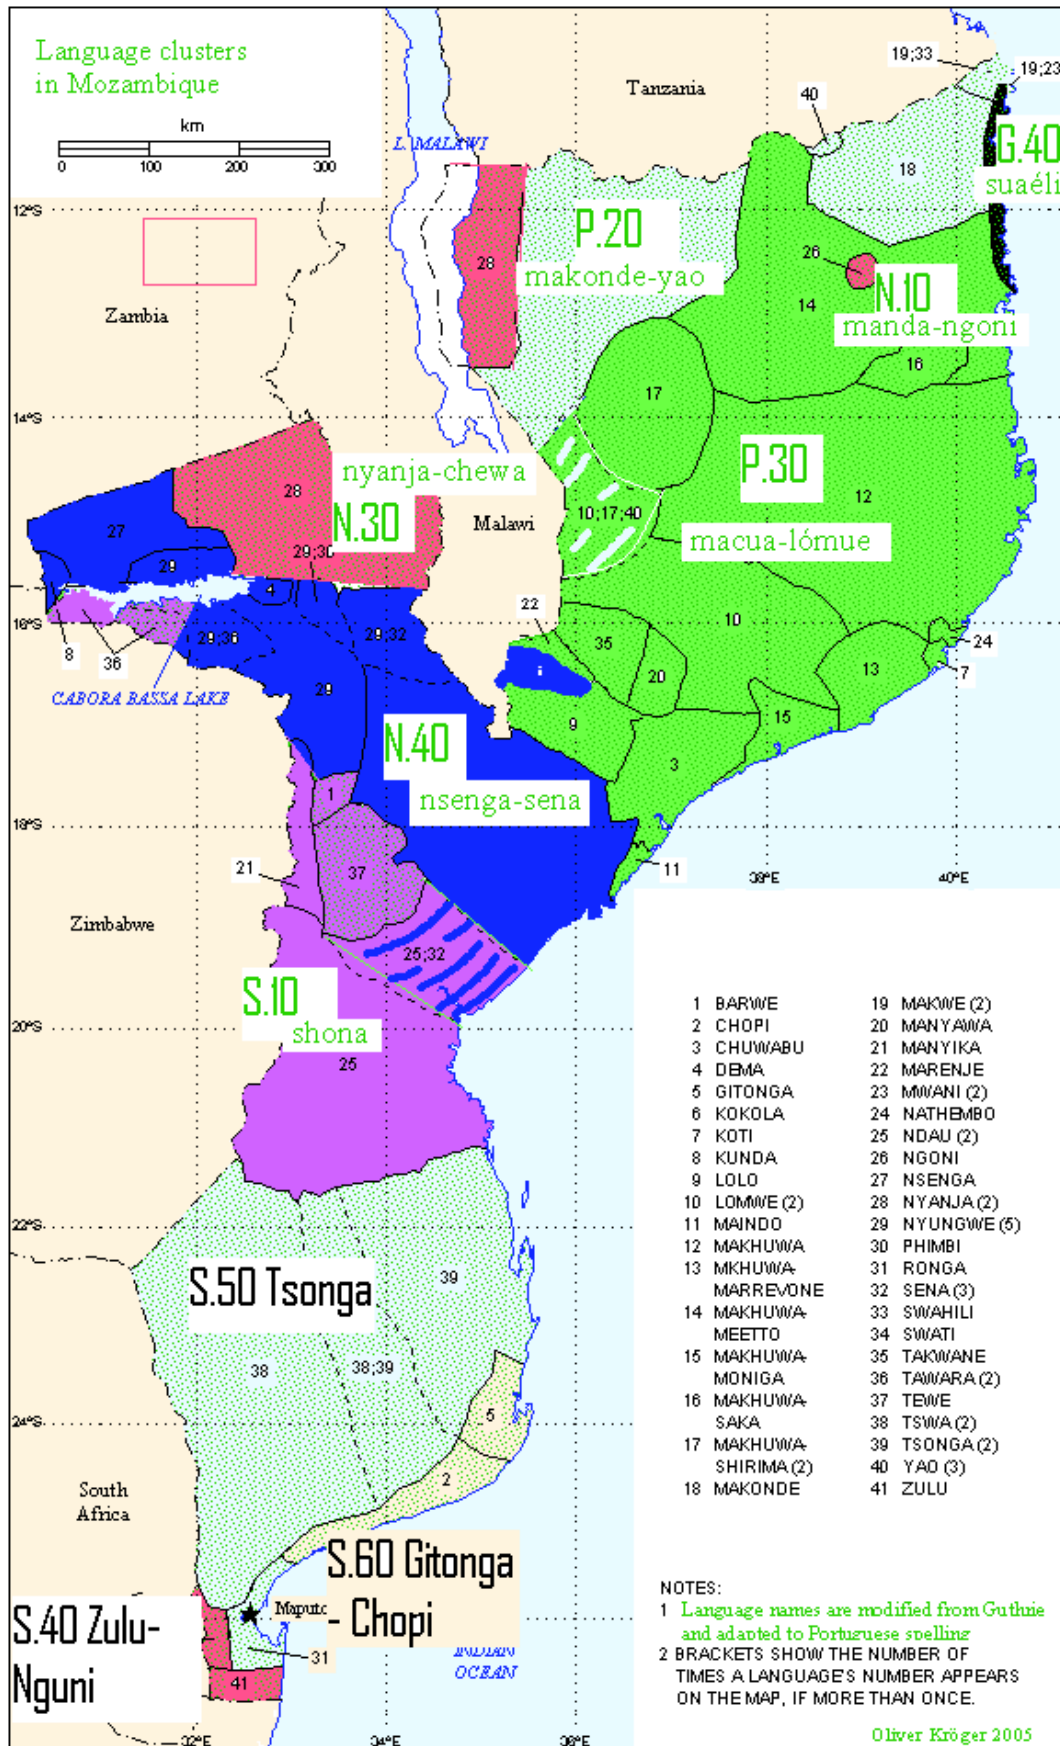 Language clusters
in Mozambique
km
0 100 200 300
Tanzania
19;33
19;23
40
L. MALAWI
G.40
suaéli
18
12°S
P.20
makonde-yao
28
26
N.10
manda-ngoni
14
16
Zambia
17
14°S
nyanja-chewa
N.30
28
P.30
12
27
Malawi
10;17;40
macua-lómue
29
29;30
4
22
16°S
8
36
29;36
29;32
35
10
24
7
20
13
CABORA BASSA LAKE
29
9
15
N.40
3
nsenga-sena
1
18°S
21
37
11
38°E
40°E
Zimbabwe
25;32
S.10
shona
20°S
25
22°S
S.50 Tsonga
39
38
38;39
24°S
5
2
South
Africa
S.60 Gitonga
- Chopi
Maputo
S.40 Zulu-
Nguni
31
41
INDIAN
OCEAN
32°E
34°E
36°E
1 BARWE
2 CHOPI
3 CHUWABU
4 DEMA
5 GITONGA
6 KOKOLA
7 KOTI
8 KUNDA
9 LOLO
10 LOMWE (2)
11 MAINDO
12 MAKHUWA
13 MKHUWA-
MARREVONE
14 MAKHUWA-
MEETTO
15 MAKHUWA-
MONIGA
16 MAKHUWA-
SAKA
17 MAKHUWA-
SHIRIMA (2)
18 MAKONDE
19 MAKWE (2)
20 MANYAWA
21 MANYIKA
22 MARENJE
23 MWANI (2)
24 NATHEMBO
25 NDAU (2)
26 NGONI
27 NSENGA
28 NYANJA (2)
29 NYUNGWE (5)
30 PHIMBI
31 RONGA
32 SENA (3)
33 SWAHILI
34 SWATI
35 TAKWANE
36 TAWARA (2)
37 TEWE
38 TSWA (2)
39 TSONGA (2)
40 YAO (3)
41 ZULU
NOTES:
1 Language names are modified from Guthrie
and adapted to Portuguese spelling
2 BRACKETS SHOW THE NUMBER OF
TIMES A LANGUAGE'S NUMBER APPEARS
ON THE MAP, IF MORE THAN ONCE.
Oliver Kröger 2005